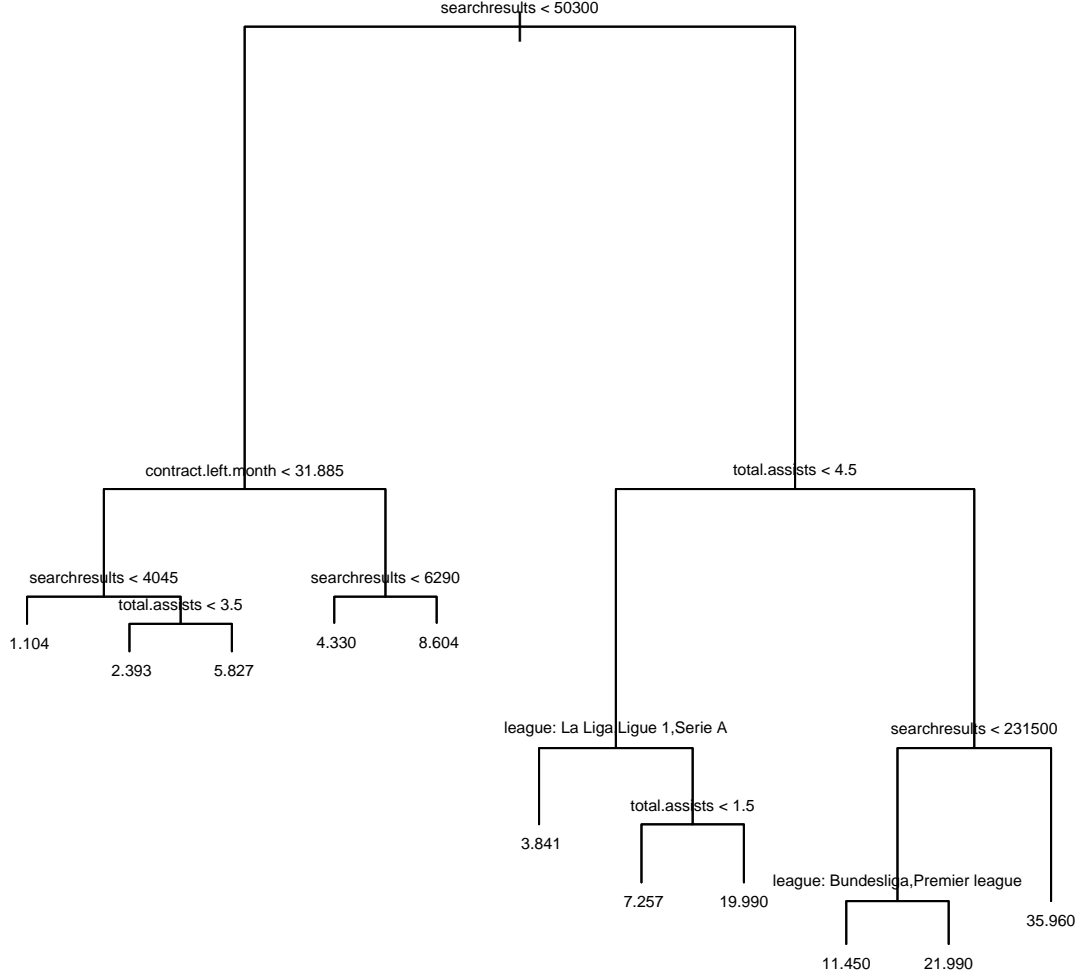 searchresults < 50300
contract.left.month < 31.885
total.assists < 4.5
searchresults < 4045
searchresults < 6290
total.assists < 3.5
1.104
4.330
8.604
2.393
5.827
league: La Liga,Ligue 1,Serie A
searchresults < 231500
total.assists < 1.5
3.841
league: Bundesliga,Premier league
7.257
19.990
35.960
11.450
21.990